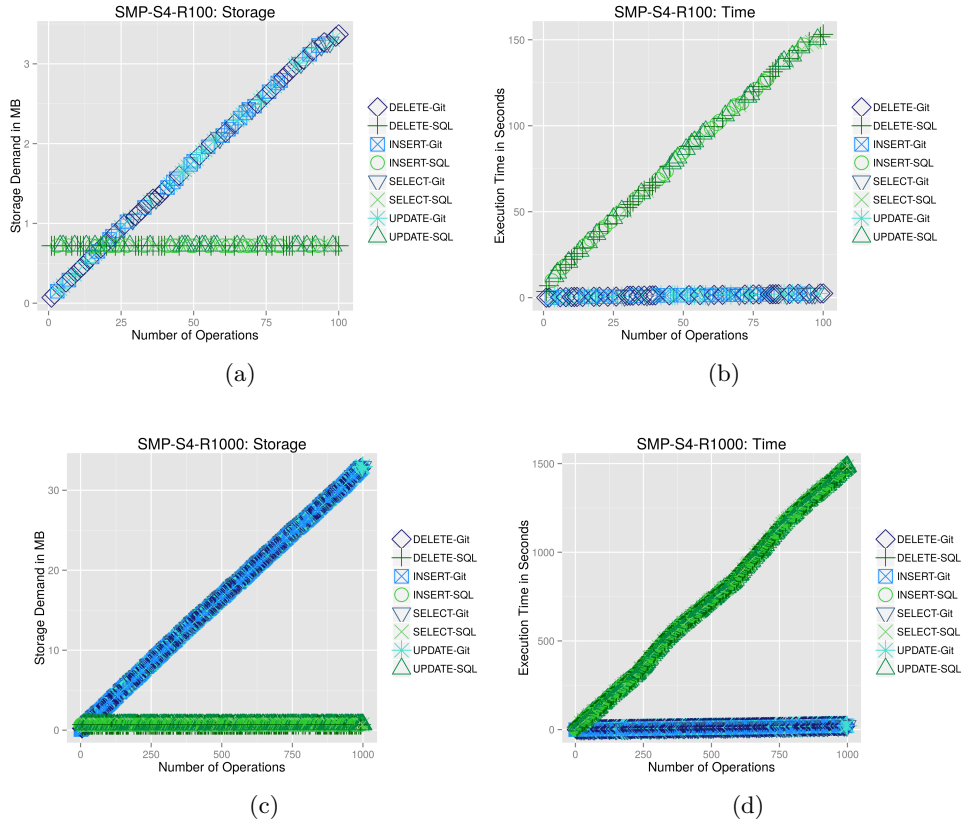 SMP-S4-R100: Storage
3
2
1
0
0
25
50
75
100
Storage Demand in MB
Number of Operations
DELETE-Git
DELETE-SQL
INSERT-Git
INSERT-SQL
SELECT-Git
SELECT-SQL
UPDATE-Git
UPDATE-SQL
(a)
SMP-S4-R100: Time
150
100
50
0
0
25
50
75
100
Execution Time in Seconds
Number of Operations
DELETE-Git
DELETE-SQL
INSERT-Git
INSERT-SQL
SELECT-Git
SELECT-SQL
UPDATE-Git
UPDATE-SQL
(b)
SMP-S4-R1000: Storage
30
20
10
0
0
250
500
750
1000
Storage Demand in MB
Number of Operations
DELETE-Git
DELETE-SQL
INSERT-Git
INSERT-SQL
SELECT-Git
SELECT-SQL
UPDATE-Git
UPDATE-SQL
(c)
SMP-S4-R1000: Time
1500
1000
500
0
0
250
500
750
1000
Execution Time in Seconds
Number of Operations
DELETE-Git
DELETE-SQL
INSERT-Git
INSERT-SQL
SELECT-Git
SELECT-SQL
UPDATE-Git
UPDATE-SQL
(d)